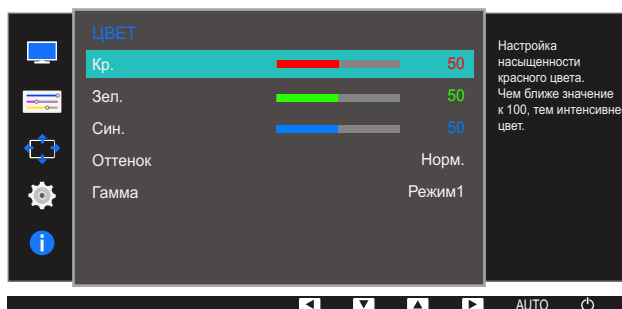 ЦВЕТ
Кр. 50
Зел. 50
Син. 50
Оттенок Норм.
Гамма Режим1
Настройка
насыщенности
красного цвета.
Чем ближе значение
к 100, тем интенсивне
цвет.
AUTO